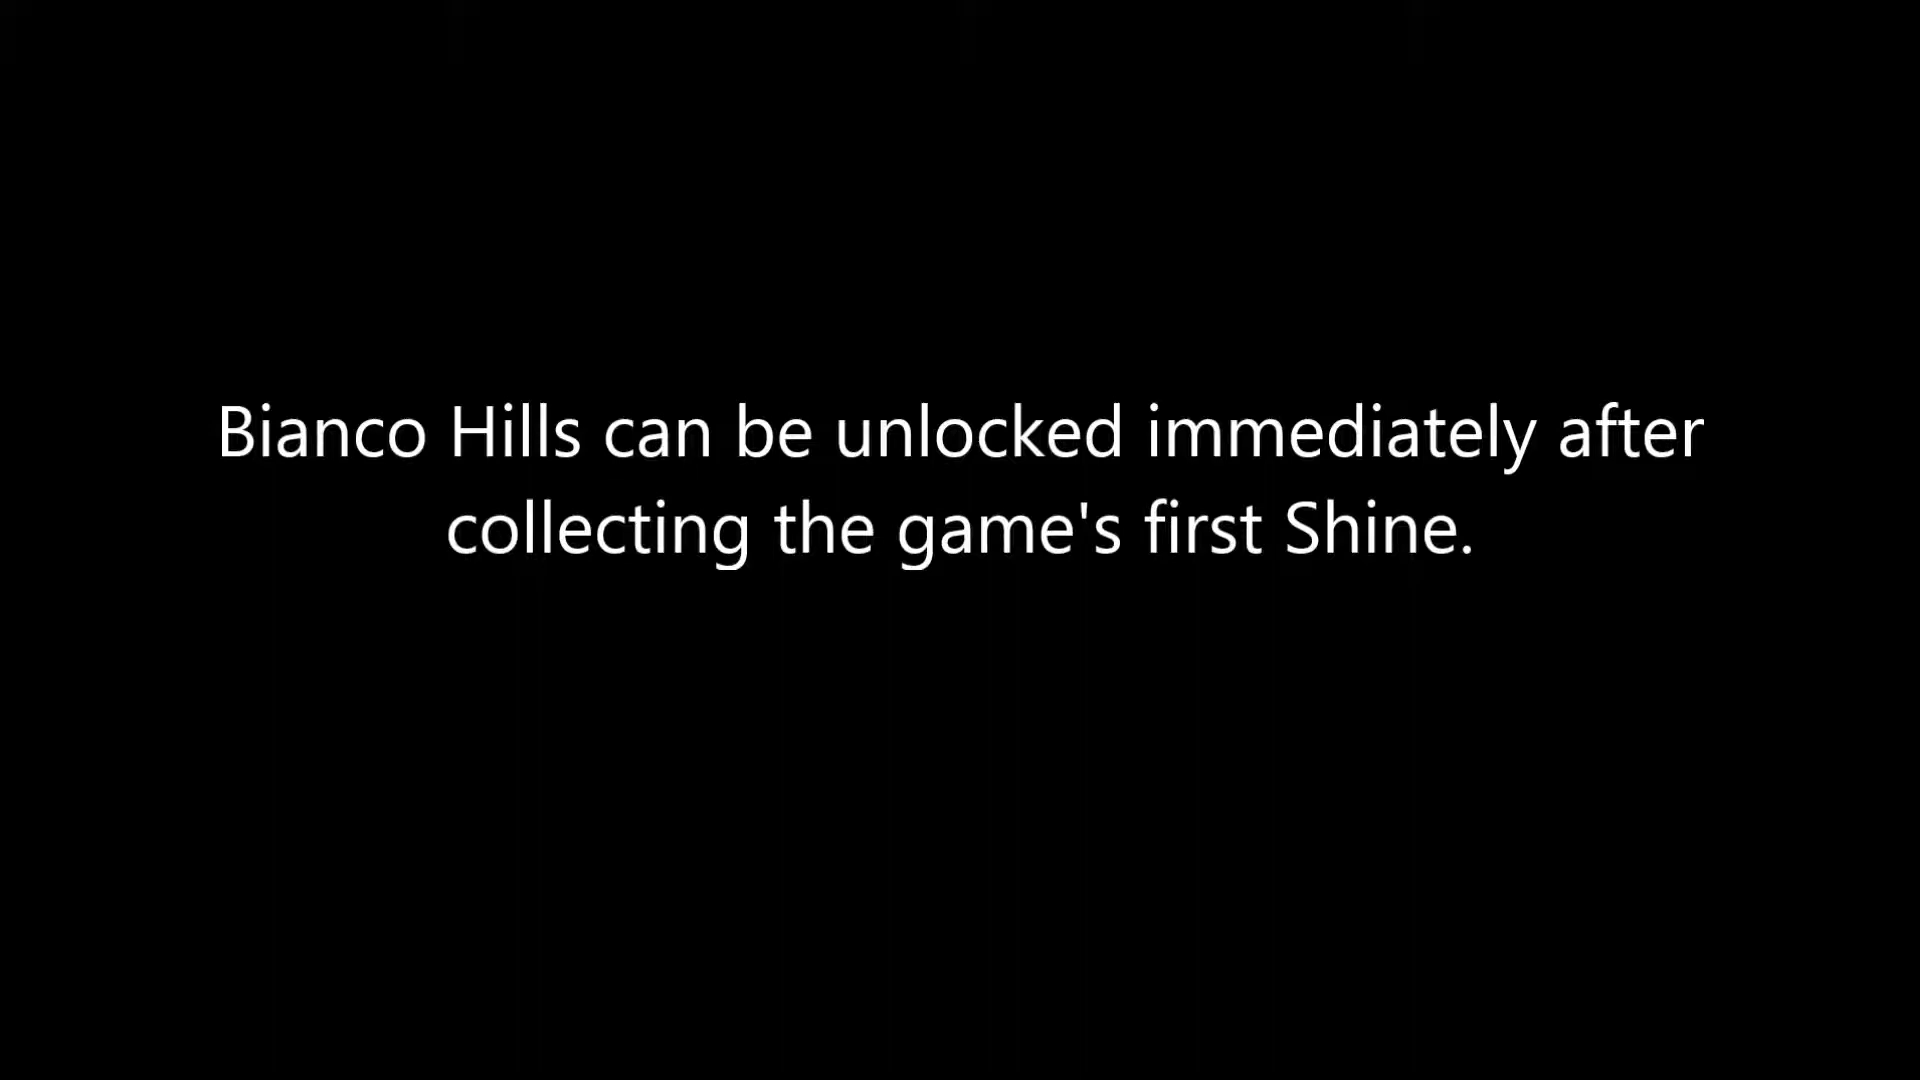 Bianco Hills can be unlocked immediately after
collecting the game's first Shine.